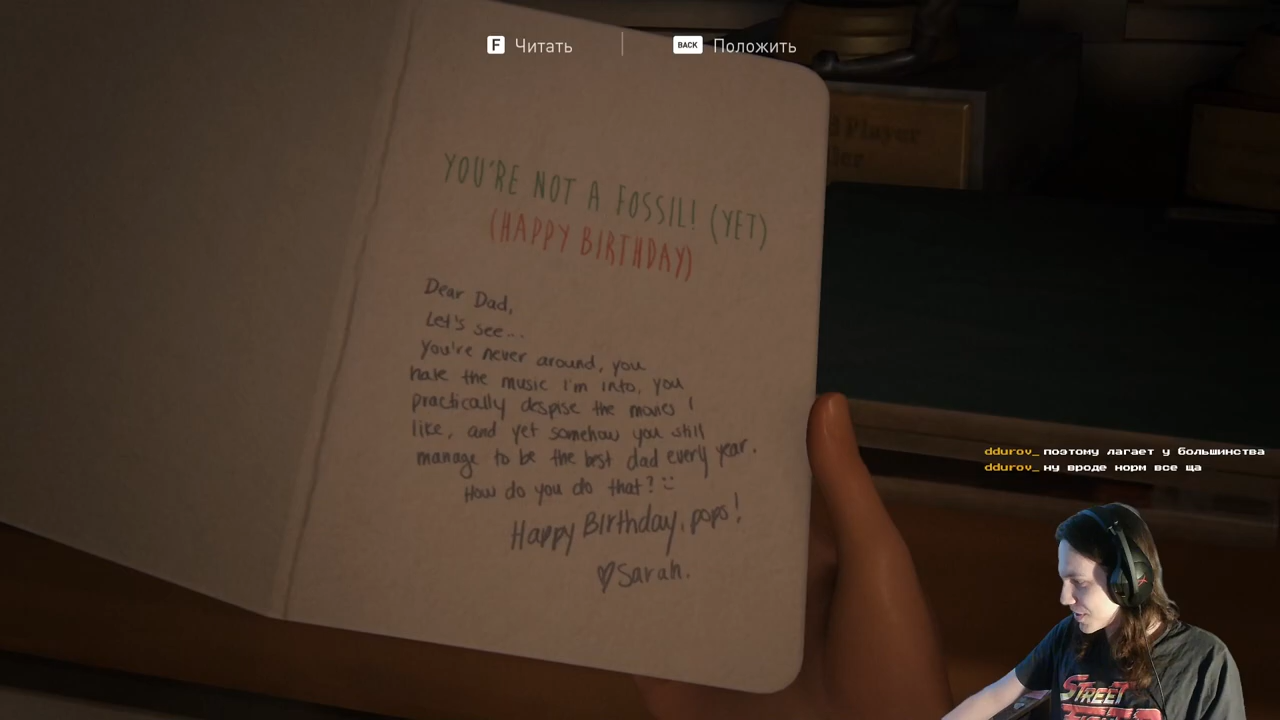 F Читать
BACK Положить
YOU'RE NOT A FOSSIL! (YET)
(HAPPY BIRTHDAY)
Dear Dad,
Let's see...
You're never around, you
hate the music I'm into, you
practically despise the movies I
like, and yet somehow you still
manage to be the best dad every year.
How do you do that? :)
Happy Birthday, pops!
♡Sarah.
Player
ddurov_ поэтому лагает у большинства
ddurov_ ну вроде норм все ща
STREET